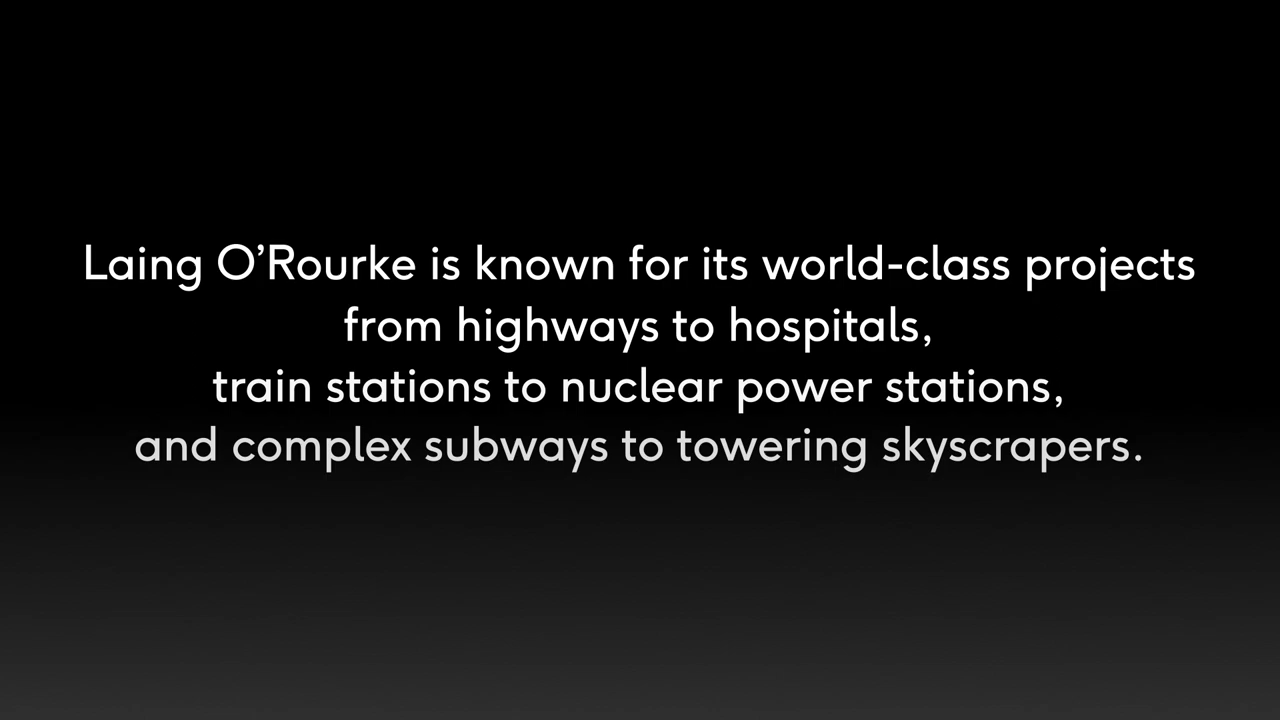 Laing O’Rourke is known for its world-class projects
from highways to hospitals,
train stations to nuclear power stations,
and complex subways to towering skyscrapers.